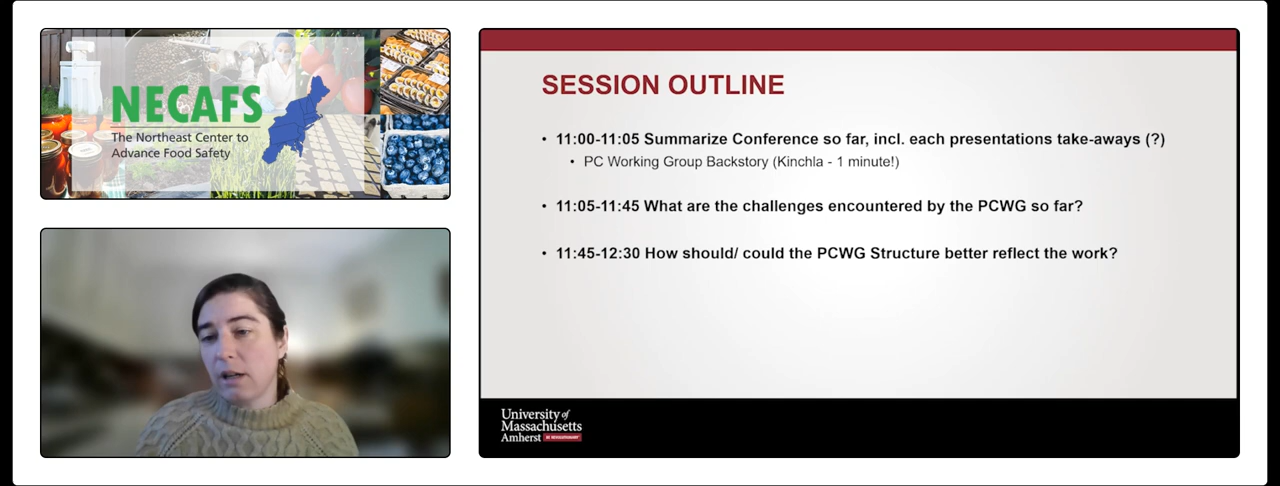 NECAFS
The Northeast Center to
Advance Food Safety
SESSION OUTLINE
• 11:00-11:05 Summarize Conference so far, incl. each presentations take-aways (?)
• PC Working Group Backstory (Kinchla - 1 minute!)
• 11:05-11:45 What are the challenges encountered by the PCWG so far?
• 11:45-12:30 How should/ could the PCWG Structure better reflect the work?
University of
Massachusetts
Amherst BE REVOLUTIONARY